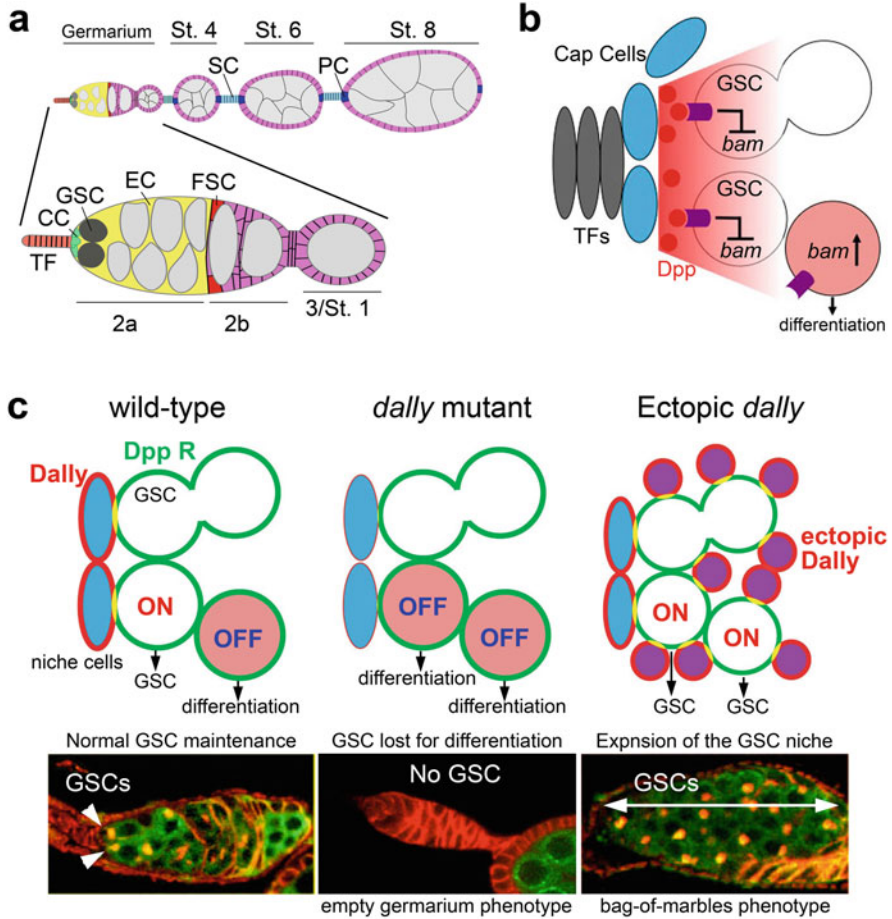 a
Germarium
St. 4
St. 6
St. 8
SC
PC
GSC
EC
FSC
CC
TF
2a
2b
3/St. 1
b
Cap Cells
GSC
bam
GSC
bam
TFs
Dpp
bam
differentiation
c
wild-type
dally mutant
Ectopic dally
Dally
Dpp R
GSC
ON
OFF
niche cells
GSC
differentiation
OFF
OFF
differentiation
differentiation
ectopic
Dally
ON
ON
GSC
GSC
Normal GSC maintenance
GSC lost for differentiation
Expnsion of the GSC niche
GSCs
No GSC
GSCs
empty germarium phenotype
bag-of-marbles phenotype